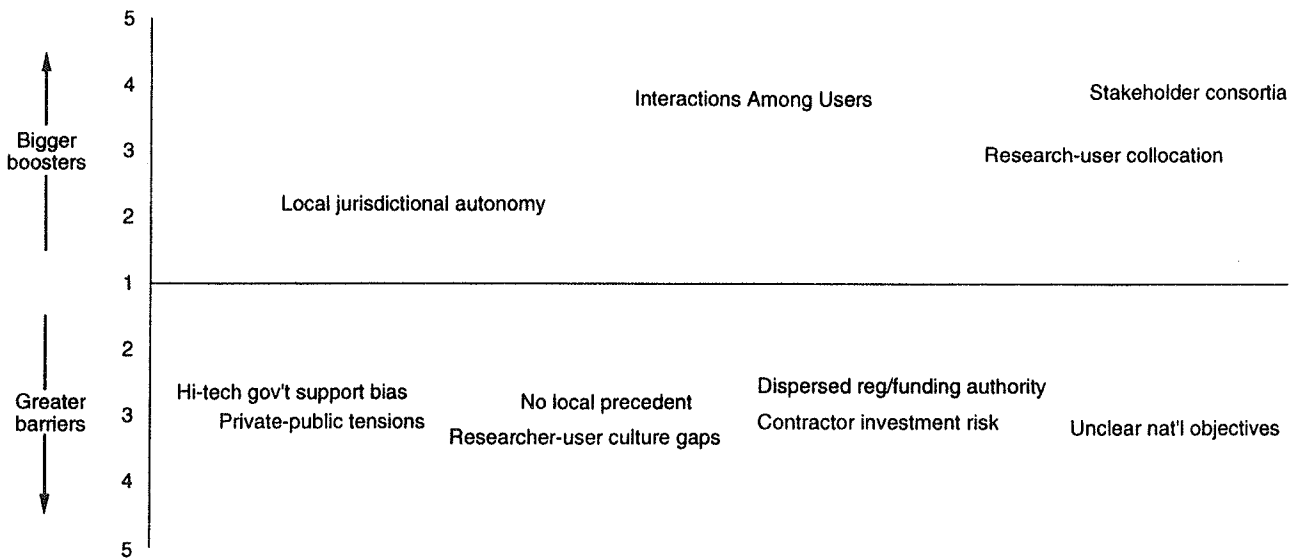 5
4
Interactions Among Users
Stakeholder consortia
Bigger
boosters
3
Research-user collocation
Local jurisdictional autonomy
2
1
2
Hi-tech gov't support bias
Dispersed reg/funding authority
Greater
barriers
3
No local precedent
Private-public tensions
Contractor investment risk
Researcher-user culture gaps
Unclear nat'l objectives
4
5